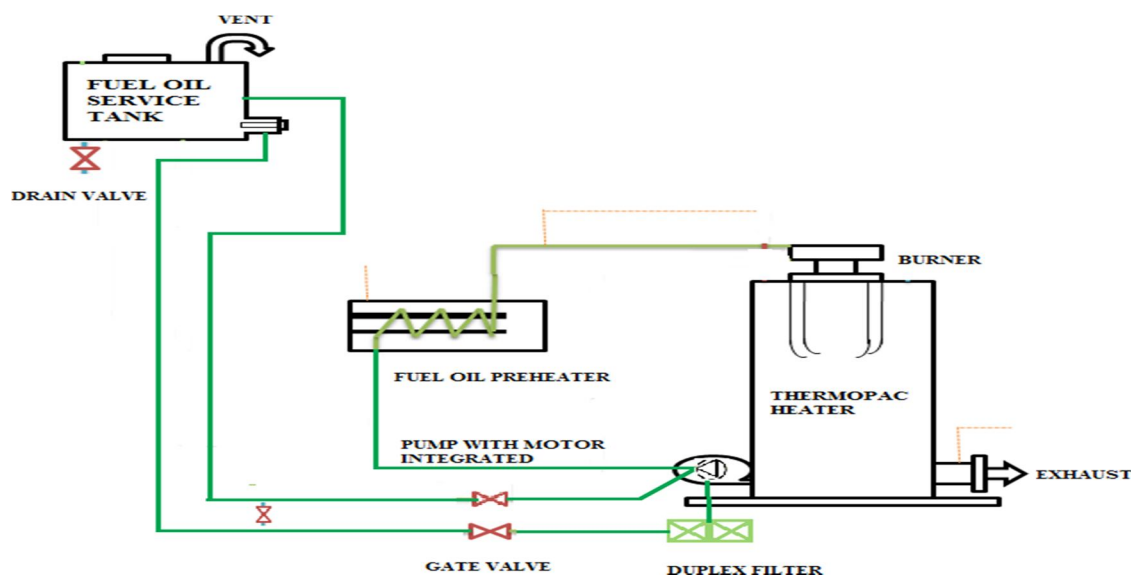 VENT
FUEL OIL
SERVICE
TANK
DRAIN VALVE
BURNER
FUEL OIL PREHEATER
THERMOPAC
HEATER
PUMP WITH MOTOR
INTEGRATED
EXHAUST
GATE VALVE
DUPLEX FILTER